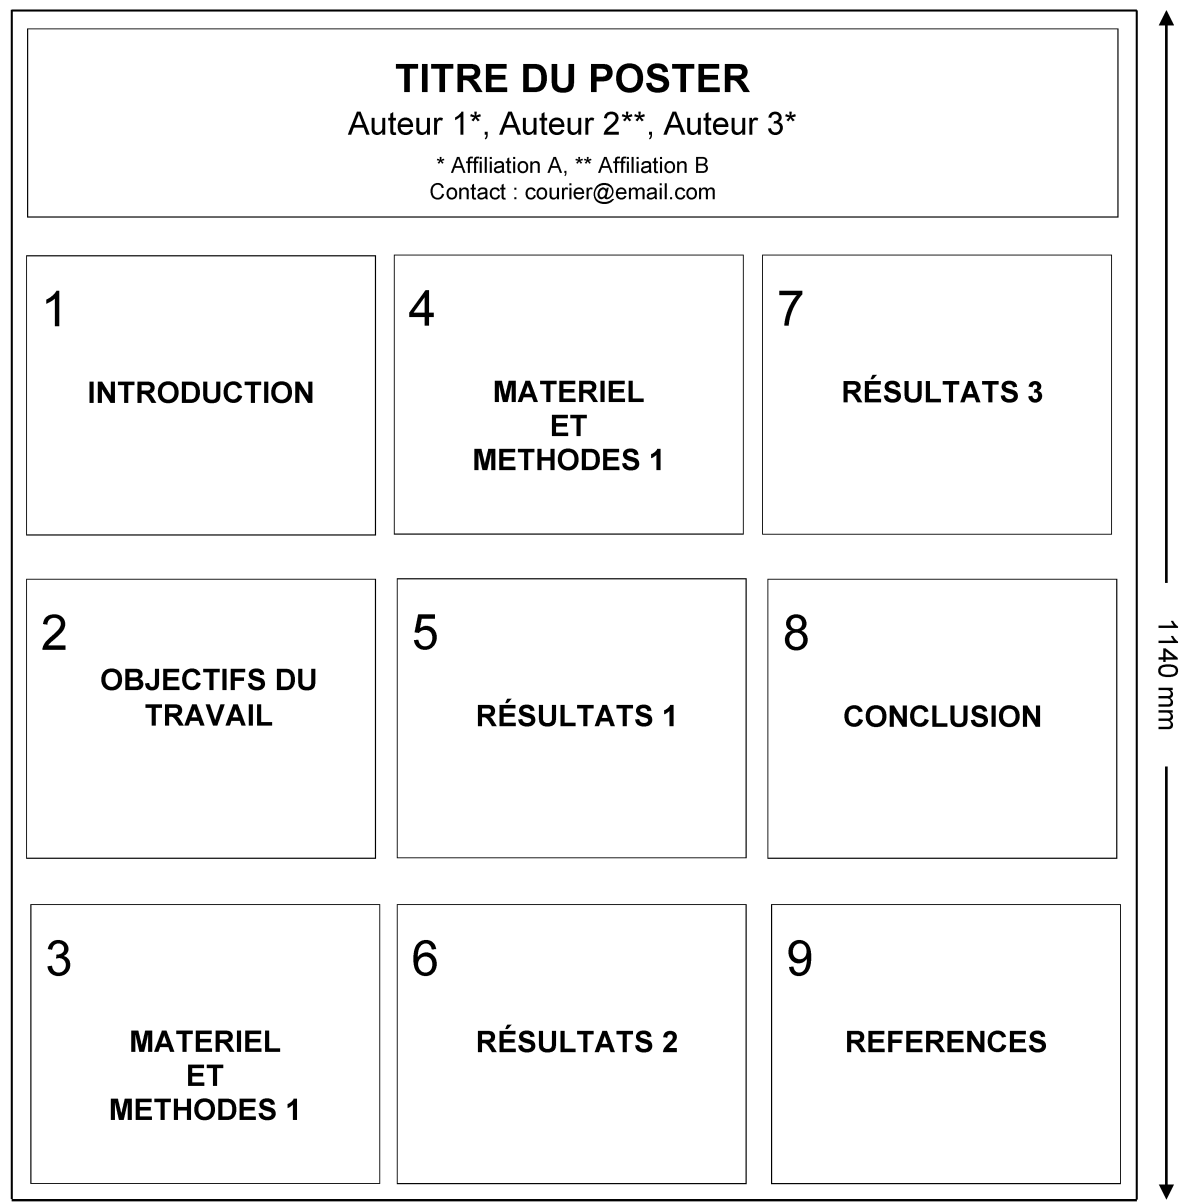 TITRE DU POSTER
Auteur 1*, Auteur 2**, Auteur 3*
* Affiliation A, ** Affiliation B
Contact : courier@email.com
1
INTRODUCTION
2
OBJECTIFS DU
TRAVAIL
3
MATERIEL
ET
METHODES 1
4
MATERIEL
ET
METHODES 1
5
RÉSULTATS 1
6
RÉSULTATS 2
7
RÉSULTATS 3
8
CONCLUSION
9
REFERENCES
1140 mm